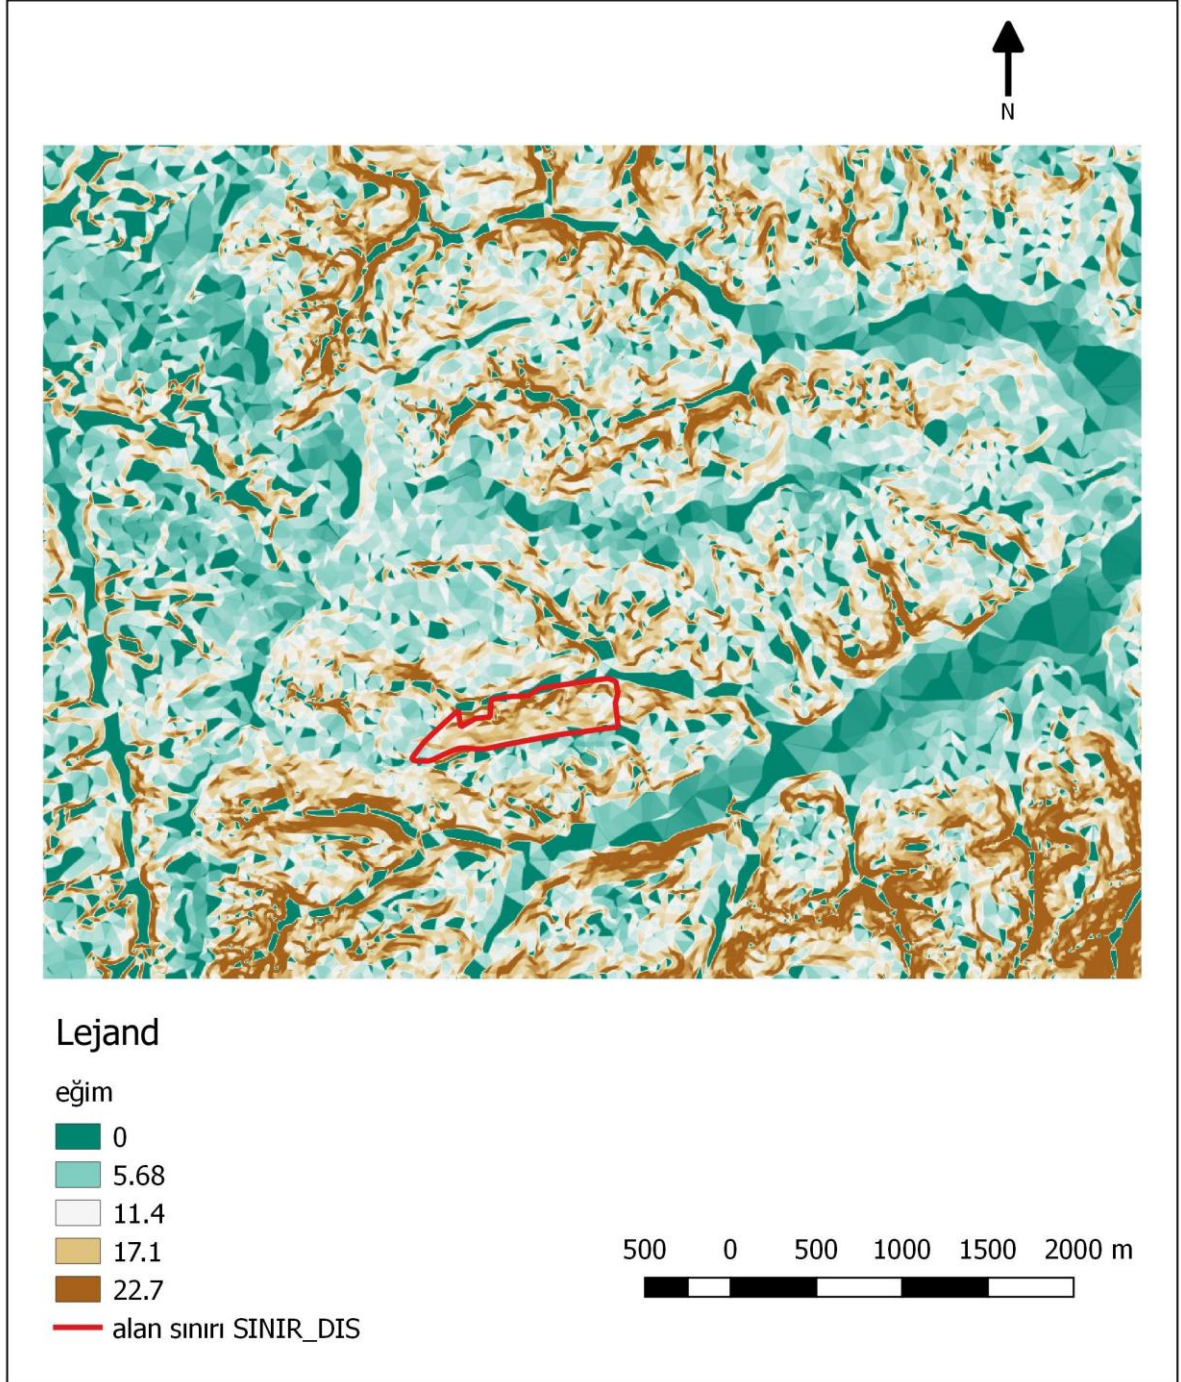 N
Lejand
eğim
0
5.68
11.4
17.1
22.7
alan sınırı SINIR_DIS
500 0 500 1000 1500 2000 m